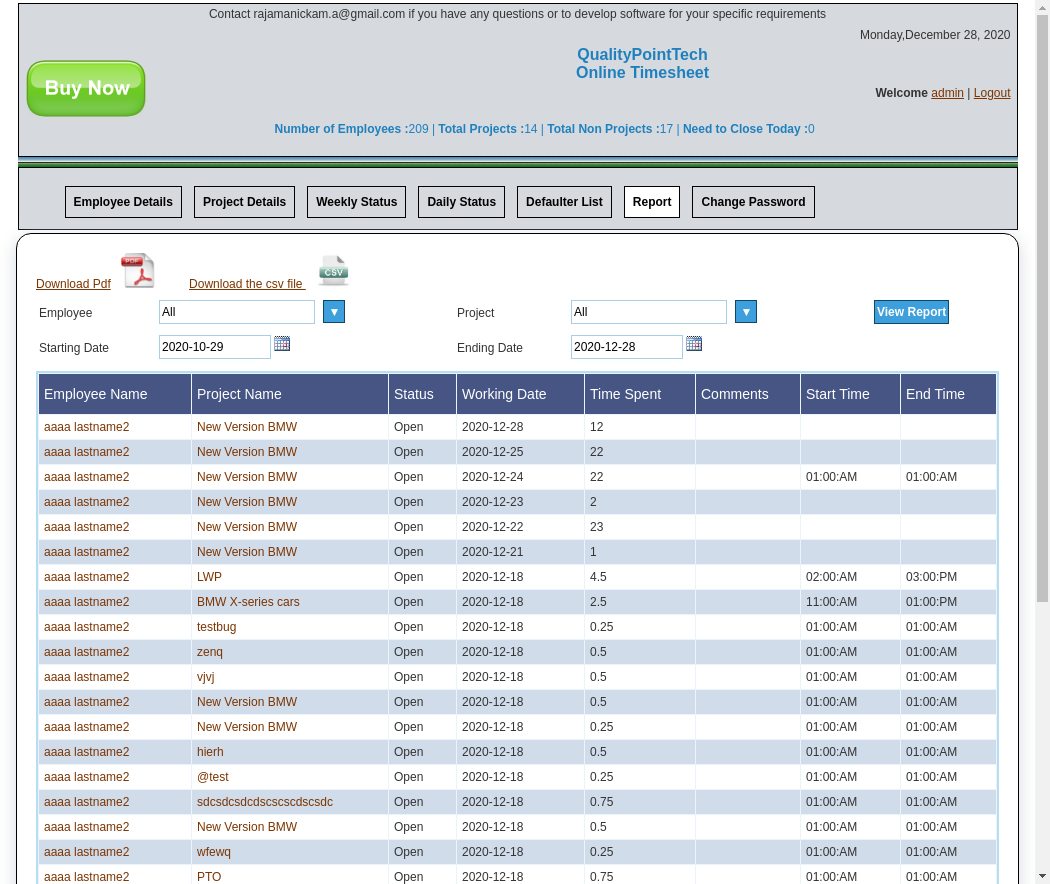 Contact rajamanickam.a@gmail.com if you have any questions or to develop software for your specific requirements
Monday,December 28, 2020
QualityPointTech
Online Timesheet
Buy Now
Welcome admin | Logout
Number of Employees :209 | Total Projects :14 | Total Non Projects :17 | Need to Close Today :0
Employee Details Project Details Weekly Status Daily Status Defaulter List Report Change Password
Download Pdf PDF Download the csv file CSV
Employee All ▼ Project All ▼ View Report
Starting Date 2020-10-29 Ending Date 2020-12-28
Employee Name Project Name Status Working Date Time Spent Comments Start Time End Time
aaaa lastname2 New Version BMW Open 2020-12-28 12
aaaa lastname2 New Version BMW Open 2020-12-25 22
aaaa lastname2 New Version BMW Open 2020-12-24 22 01:00:AM 01:00:AM
aaaa lastname2 New Version BMW Open 2020-12-23 2
aaaa lastname2 New Version BMW Open 2020-12-22 23
aaaa lastname2 New Version BMW Open 2020-12-21 1
aaaa lastname2 LWP Open 2020-12-18 4.5 02:00:AM 03:00:PM
aaaa lastname2 BMW X-series cars Open 2020-12-18 2.5 11:00:AM 01:00:PM
aaaa lastname2 testbug Open 2020-12-18 0.25 01:00:AM 01:00:AM
aaaa lastname2 zenq Open 2020-12-18 0.5 01:00:AM 01:00:AM
aaaa lastname2 vjvj Open 2020-12-18 0.5 01:00:AM 01:00:AM
aaaa lastname2 New Version BMW Open 2020-12-18 0.5 01:00:AM 01:00:AM
aaaa lastname2 New Version BMW Open 2020-12-18 0.25 01:00:AM 01:00:AM
aaaa lastname2 hierh Open 2020-12-18 0.5 01:00:AM 01:00:AM
aaaa lastname2 @test Open 2020-12-18 0.25 01:00:AM 01:00:AM
aaaa lastname2 sdcsdcsdcdscscscdscsdc Open 2020-12-18 0.75 01:00:AM 01:00:AM
aaaa lastname2 New Version BMW Open 2020-12-18 0.5 01:00:AM 01:00:AM
aaaa lastname2 wfewq Open 2020-12-18 0.25 01:00:AM 01:00:AM
aaaa lastname2 PTO Open 2020-12-18 0.75 01:00:AM 01:00:AM